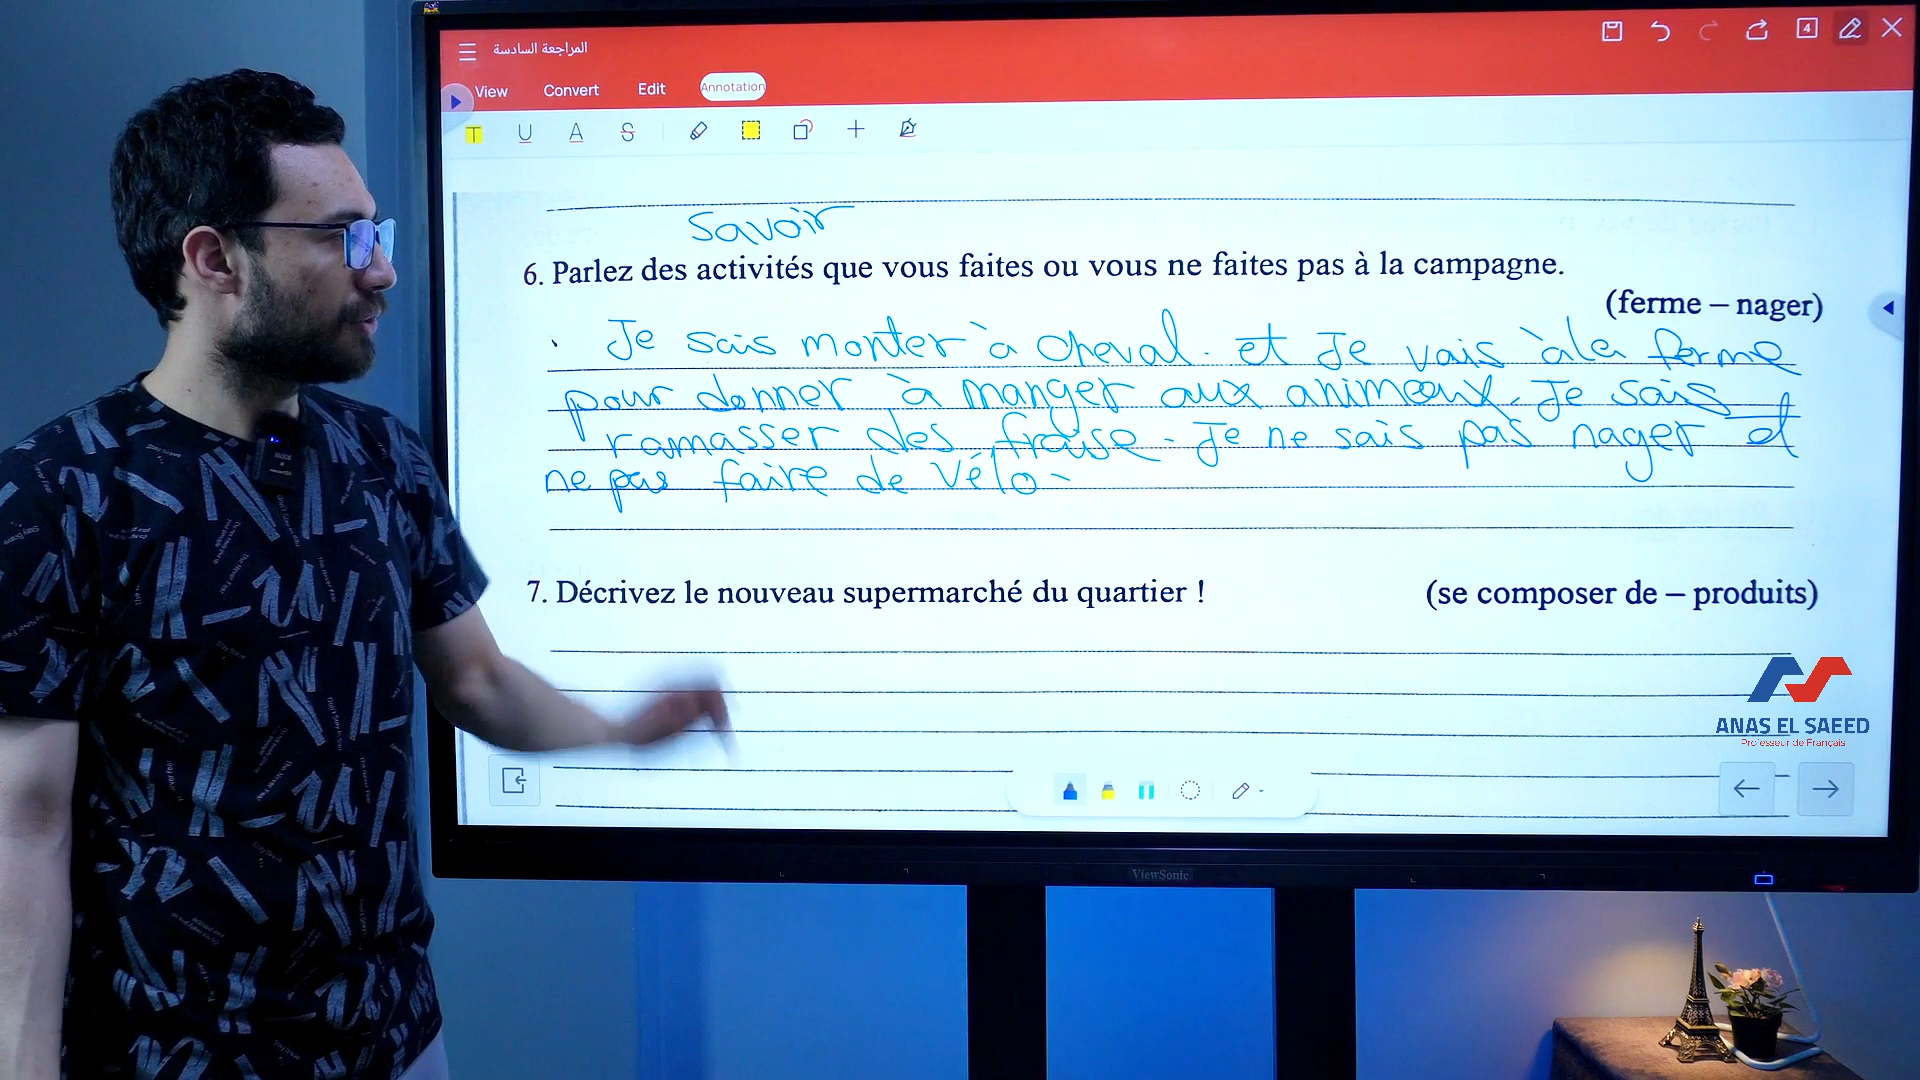 المراجعة السادسة
4
View Convert Edit Annotation
T U A S
savoir
6. Parlez des activités que vous faites ou vous ne faites pas à la campagne.
(ferme – nager)
Je sais monter à cheval. et Je vais à la ferme
pour donner à manger aux animaux. Je sais
ramasser des fraise. Je ne sais pas nager et
ne pas faire de vélo.
7. Décrivez le nouveau supermarché du quartier ! (se composer de – produits)
ANAS EL SAEED
Professeur de Français
ViewSonic